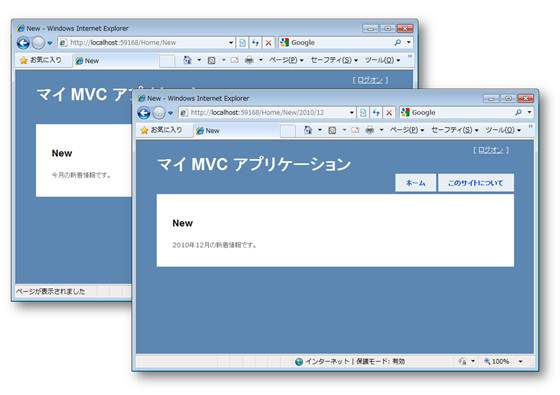 New - Windows Internet Explorer
http://localhost:59168/Home/New
Google
お気に入り
New
ページ(P)
セーフティ(S)
ツール(O)
[ログオン]
マイ MVC ア
New
今月の新着情報です。
ページが表示されました
New - Windows Internet Explorer
http://localhost:59168/Home/New/2010/12
Google
お気に入り
New
ページ(P)
セーフティ(S)
ツール(O)
[ログオン]
マイ MVC アプリケーション
ホーム
このサイトについて
New
2010年12月の新着情報です。
インターネット | 保護モード: 有効
100%